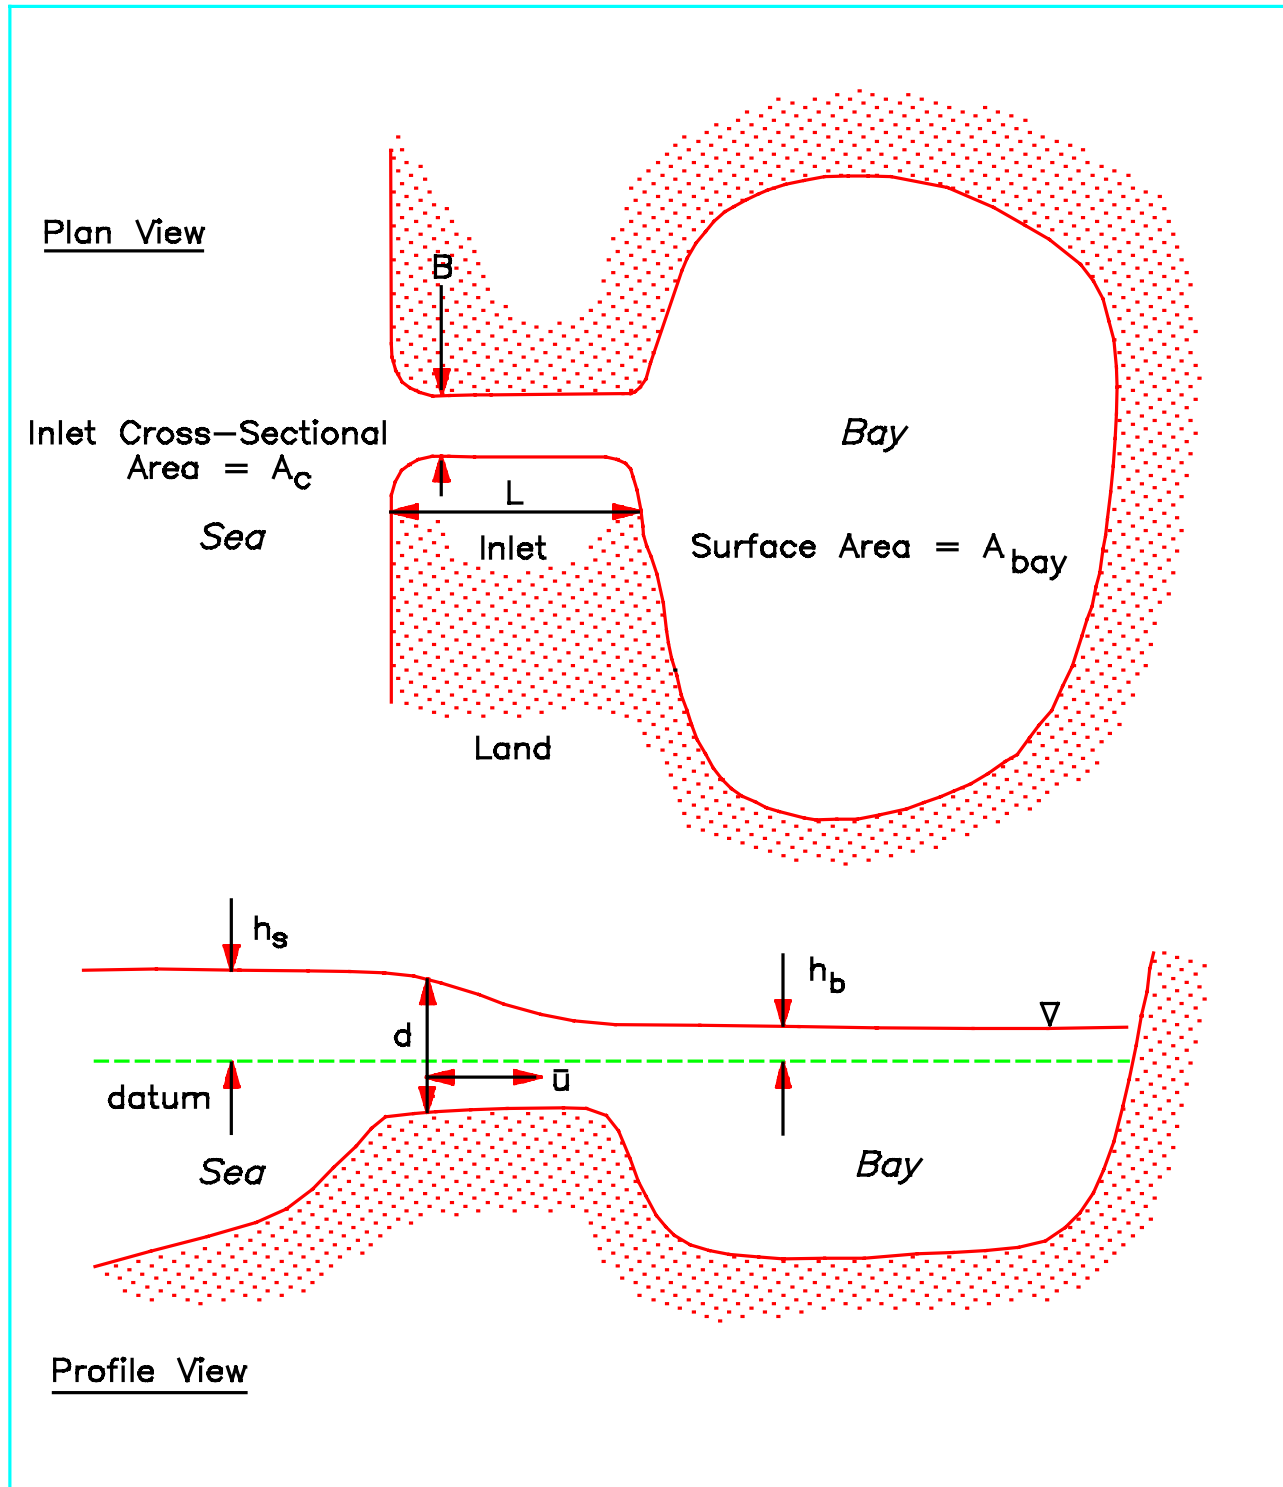 Plan View
B
Inlet Cross-Sectional
Area = Ac
Bay
L
Sea
Inlet
Surface Area = Abay
Land
hs
hb
d
ū
datum
Sea
Bay
Profile View